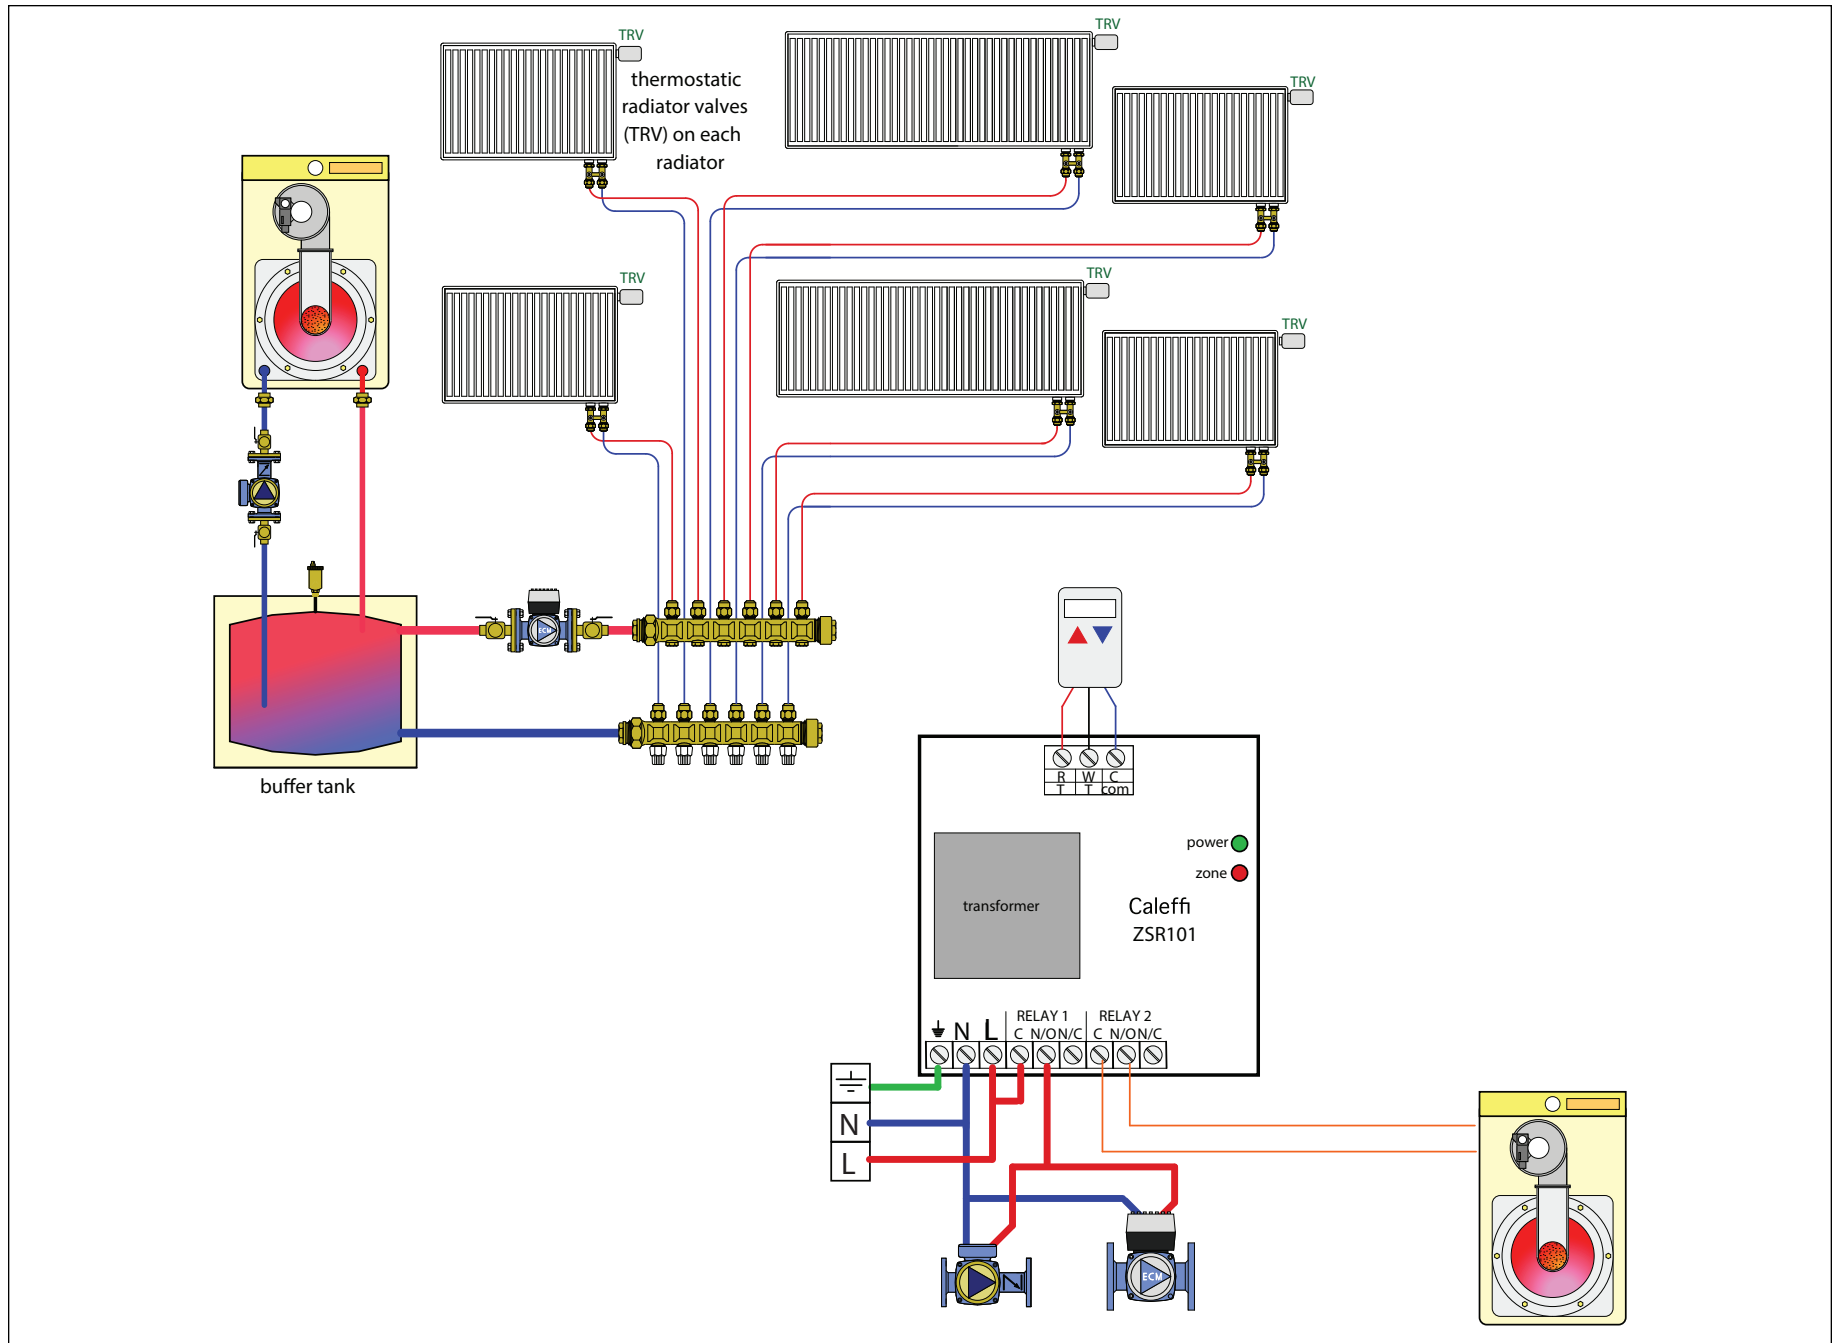 TRV
TRV
TRV
thermostatic
radiator valves
(TRV) on each
radiator
TRV
TRV
TRV
ECM
buffer tank
R W C
T T com
power
zone
transformer
Caleffi
ZSR101
RELAY 1 RELAY 2
N L C N/O N/C C N/O N/C
N
L
ECM